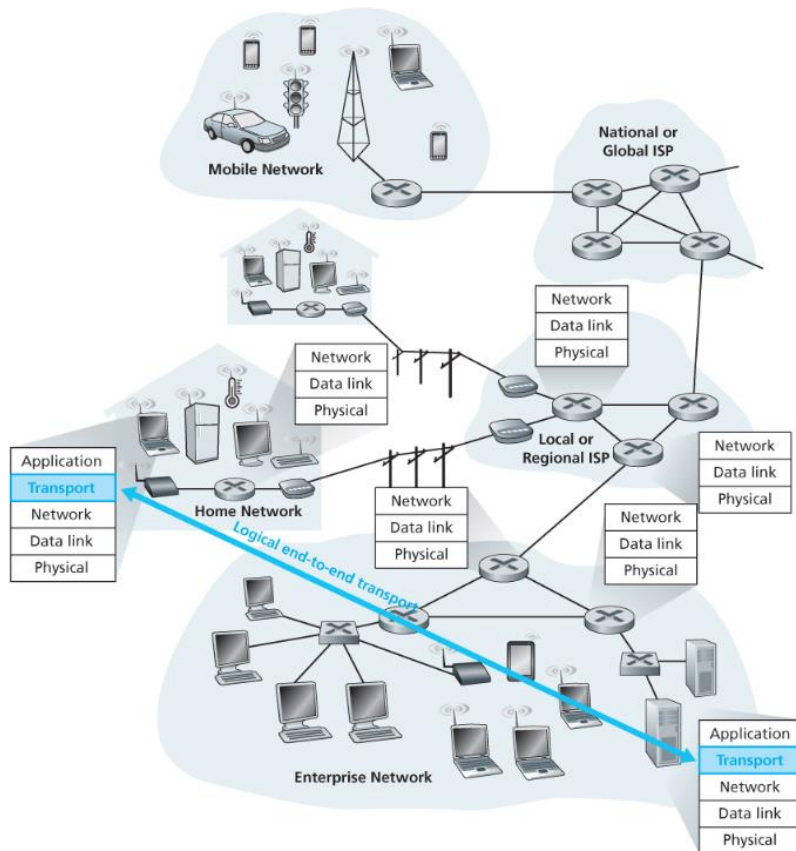 National or
Global ISP
Mobile Network
Network
Data link
Physical
Network
Data link
Physical
Local or
Regional ISP
Application
Transport
Network
Data link
Physical
Home Network
Network
Data link
Physical
Network
Data link
Physical
Network
Data link
Physical
Logical end-to-end transport
Enterprise Network
Application
Transport
Network
Data link
Physical